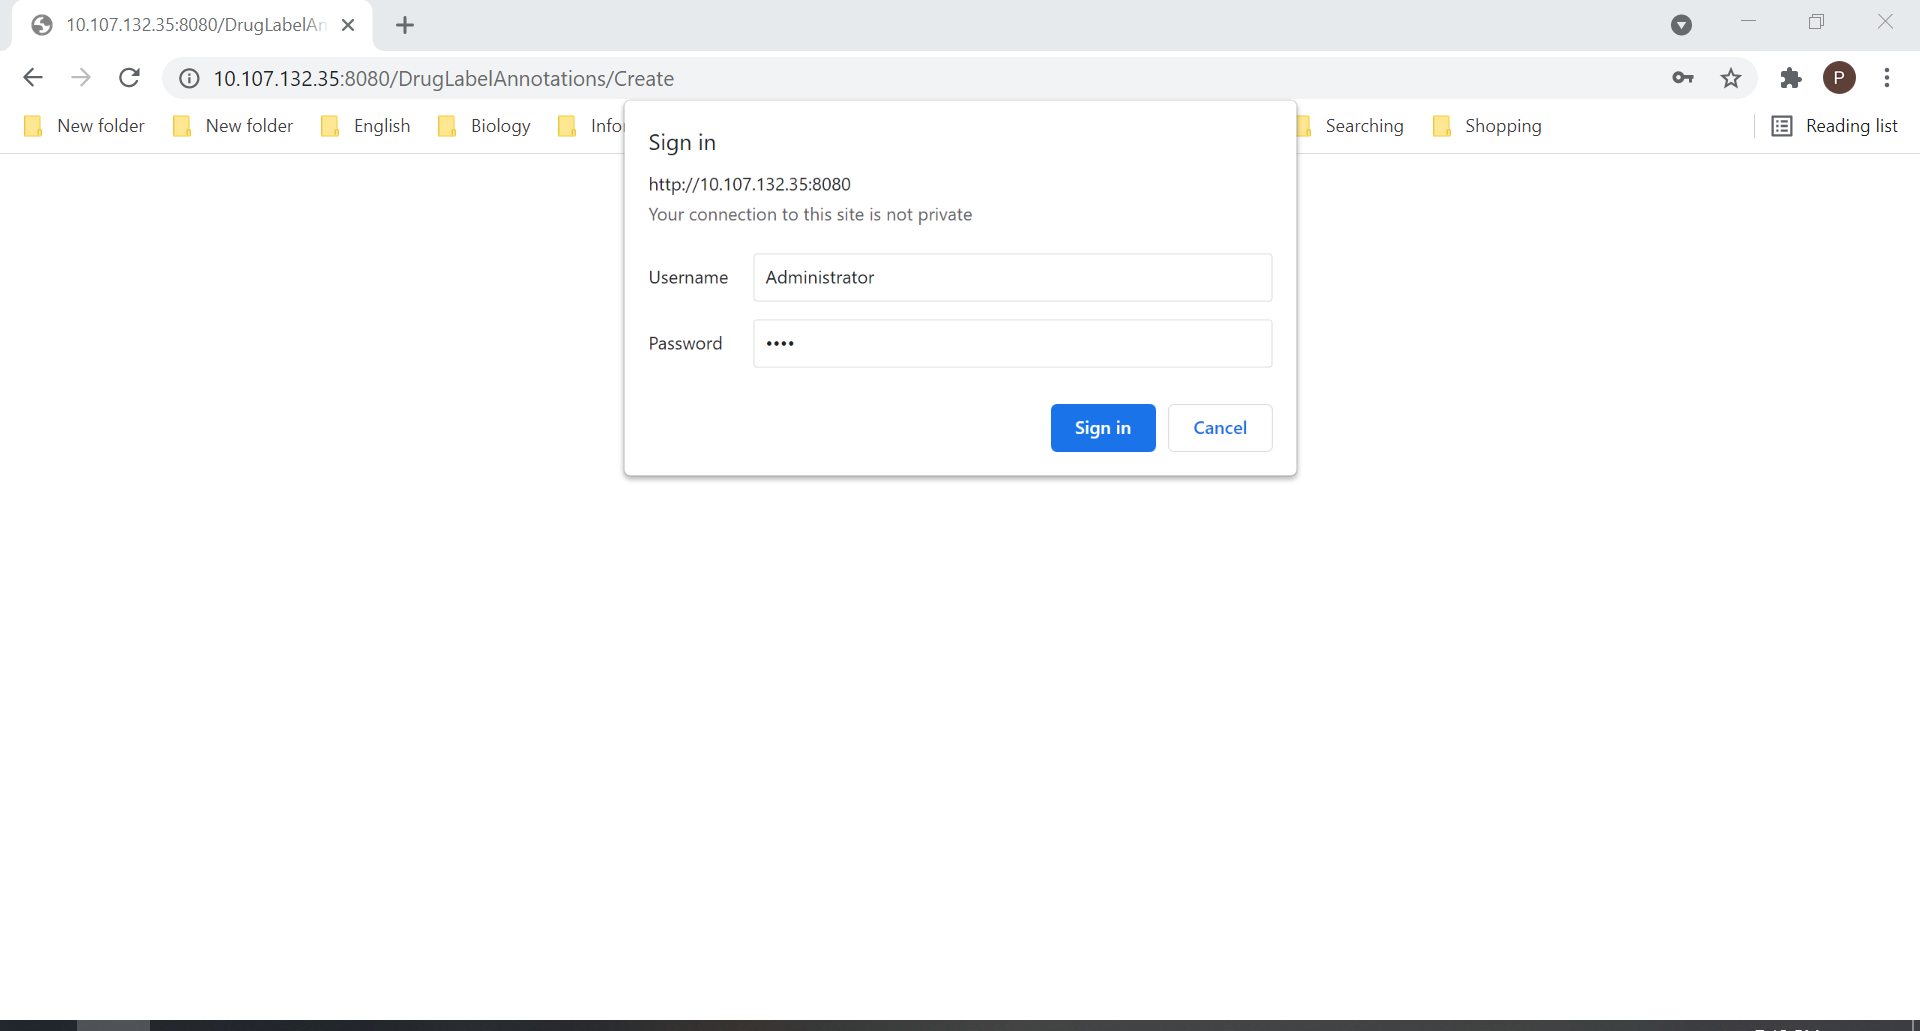 10.107.132.35:8080/DrugLabelAn
10.107.132.35:8080/DrugLabelAnnotations/Create
P
New folder
New folder
English
Biology
Searching
Shopping
Reading list
Sign in
http://10.107.132.35:8080
Your connection to this site is not private
Username
Administrator
Password
••••
Sign in
Cancel